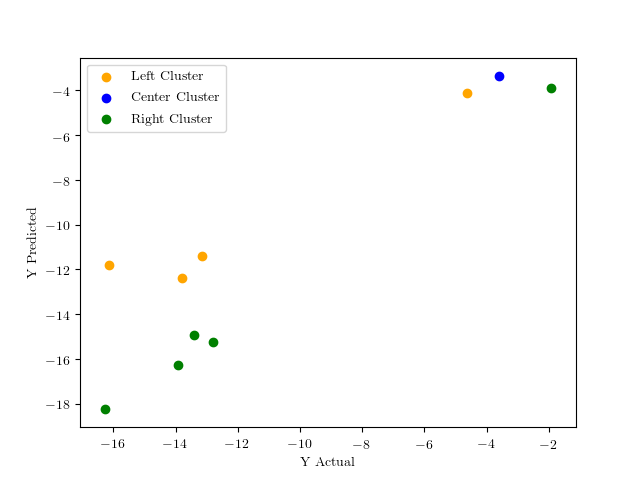 Left Cluster
Center Cluster
Right Cluster
−4
−6
−8
−10
−12
−14
−16
−18
Y Predicted
−16 −14 −12 −10 −8 −6 −4 −2
Y Actual